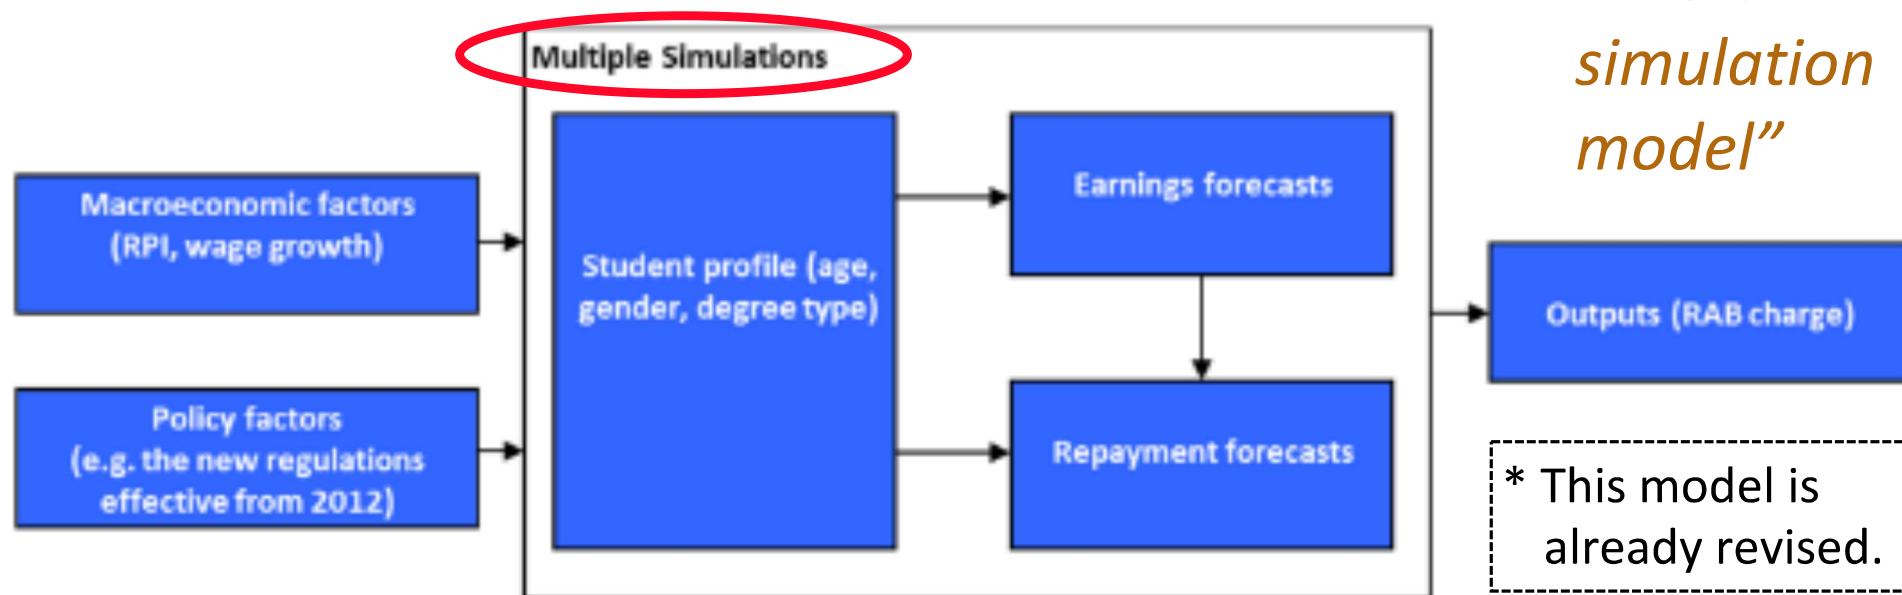 Multiple Simulations
simulation
model”
Macroeconomic factors
(RPI, wage growth)
Student profile (age,
gender, degree type)
Earnings forecasts
Outputs (RAB charge)
Policy factors
(e.g. the new regulations
effective from 2012)
Repayment forecasts
* This model is
already revised.